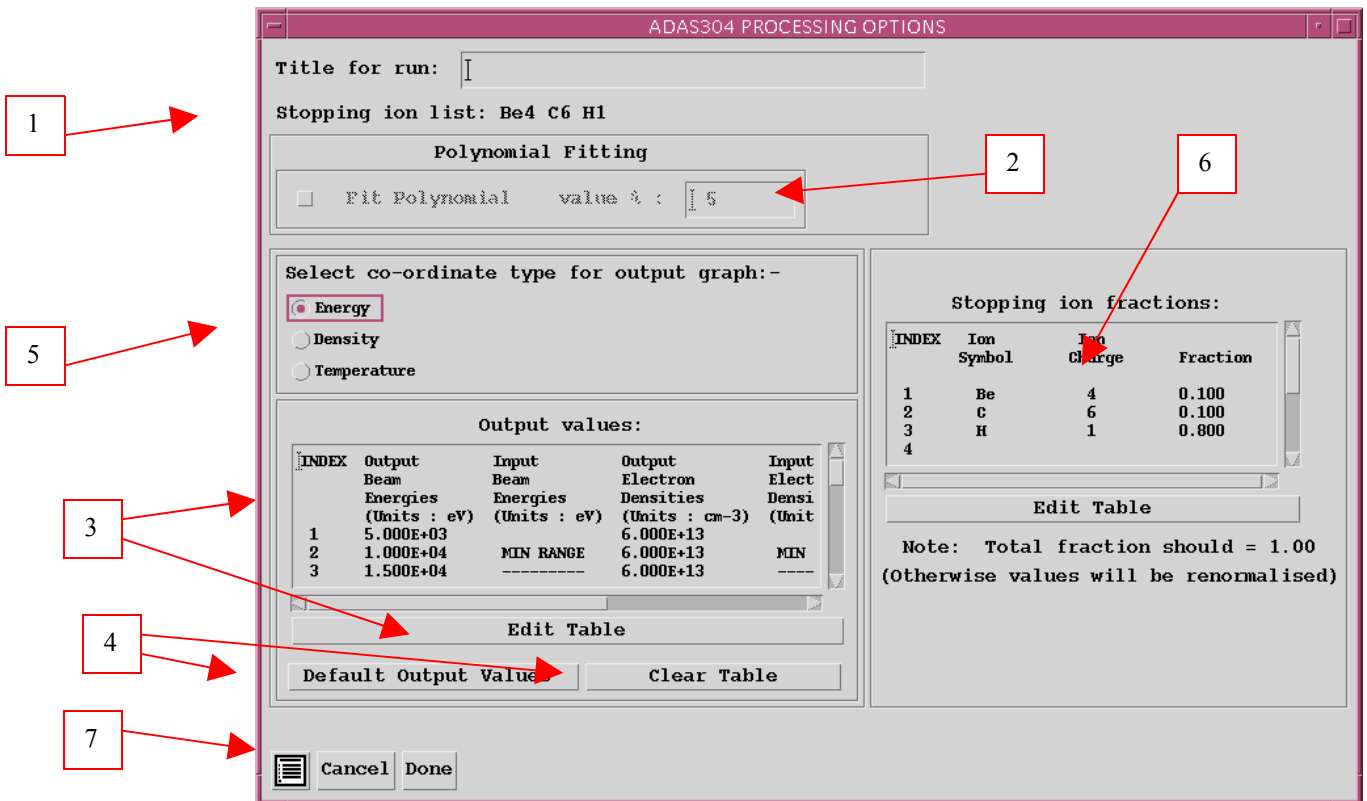 ADAS304 PROCESSING OPTIONS
Title for run:
Stopping ion list: Be4 C6 H1
1
Polynomial Fitting
2
6
Fit Polynomial value % : 5
Select co-ordinate type for output graph:-
Energy
Density
Temperature
5
Stopping ion fractions:
INDEX Ion Ion
Symbol Charge Fraction
1 Be 4 0.100
2 C 6 0.100
3 H 1 0.800
4
Edit Table
Note: Total fraction should = 1.00
(Otherwise values will be renormalised)
Output values:
INDEX Output Input Output Input
Beam Beam Electron Elect
Energies Energies Densities Densi
(Units : eV) (Units : eV) (Units : cm-3) (Unit
1 5.000E+03 6.000E+13
2 1.000E+04 MIN RANGE 6.000E+13 MIN
3 1.500E+04 --------- 6.000E+13 ----
3
Edit Table
4
Default Output Values Clear Table
7
Cancel Done